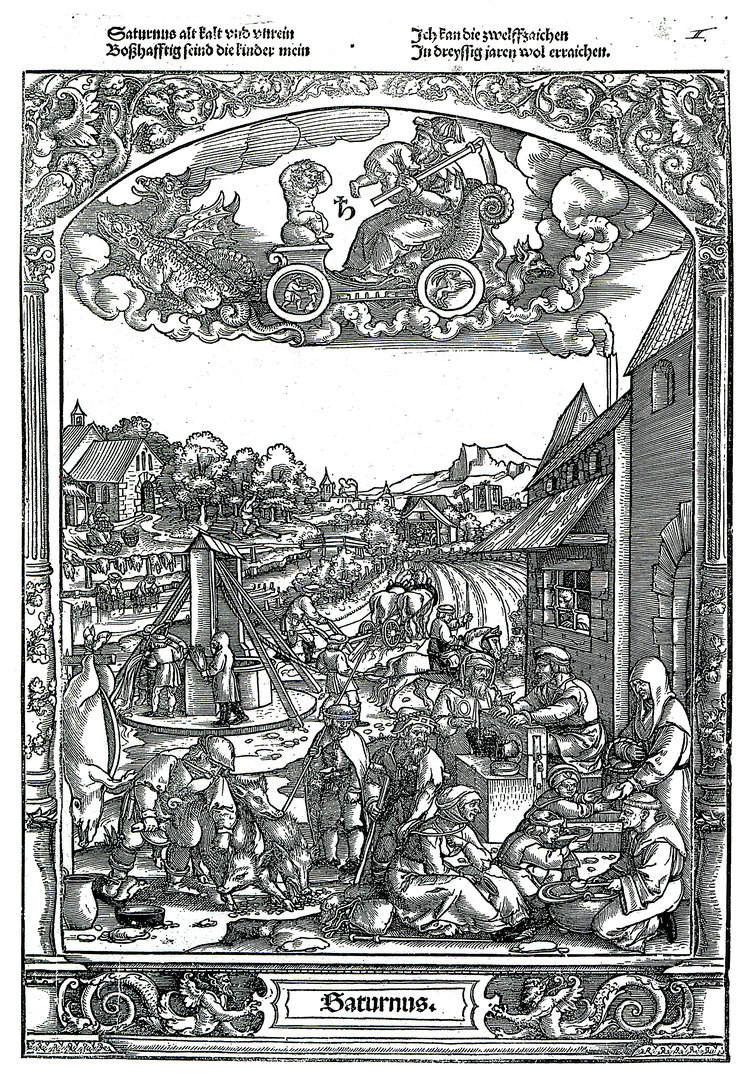 Saturnus alt kalt vnd vnrein
Boßhafftig seind die kinder mein
Ich kan die zwelff zaichen
In dreyssig jaren wol erraichen.
II.
♄
Saturnus.